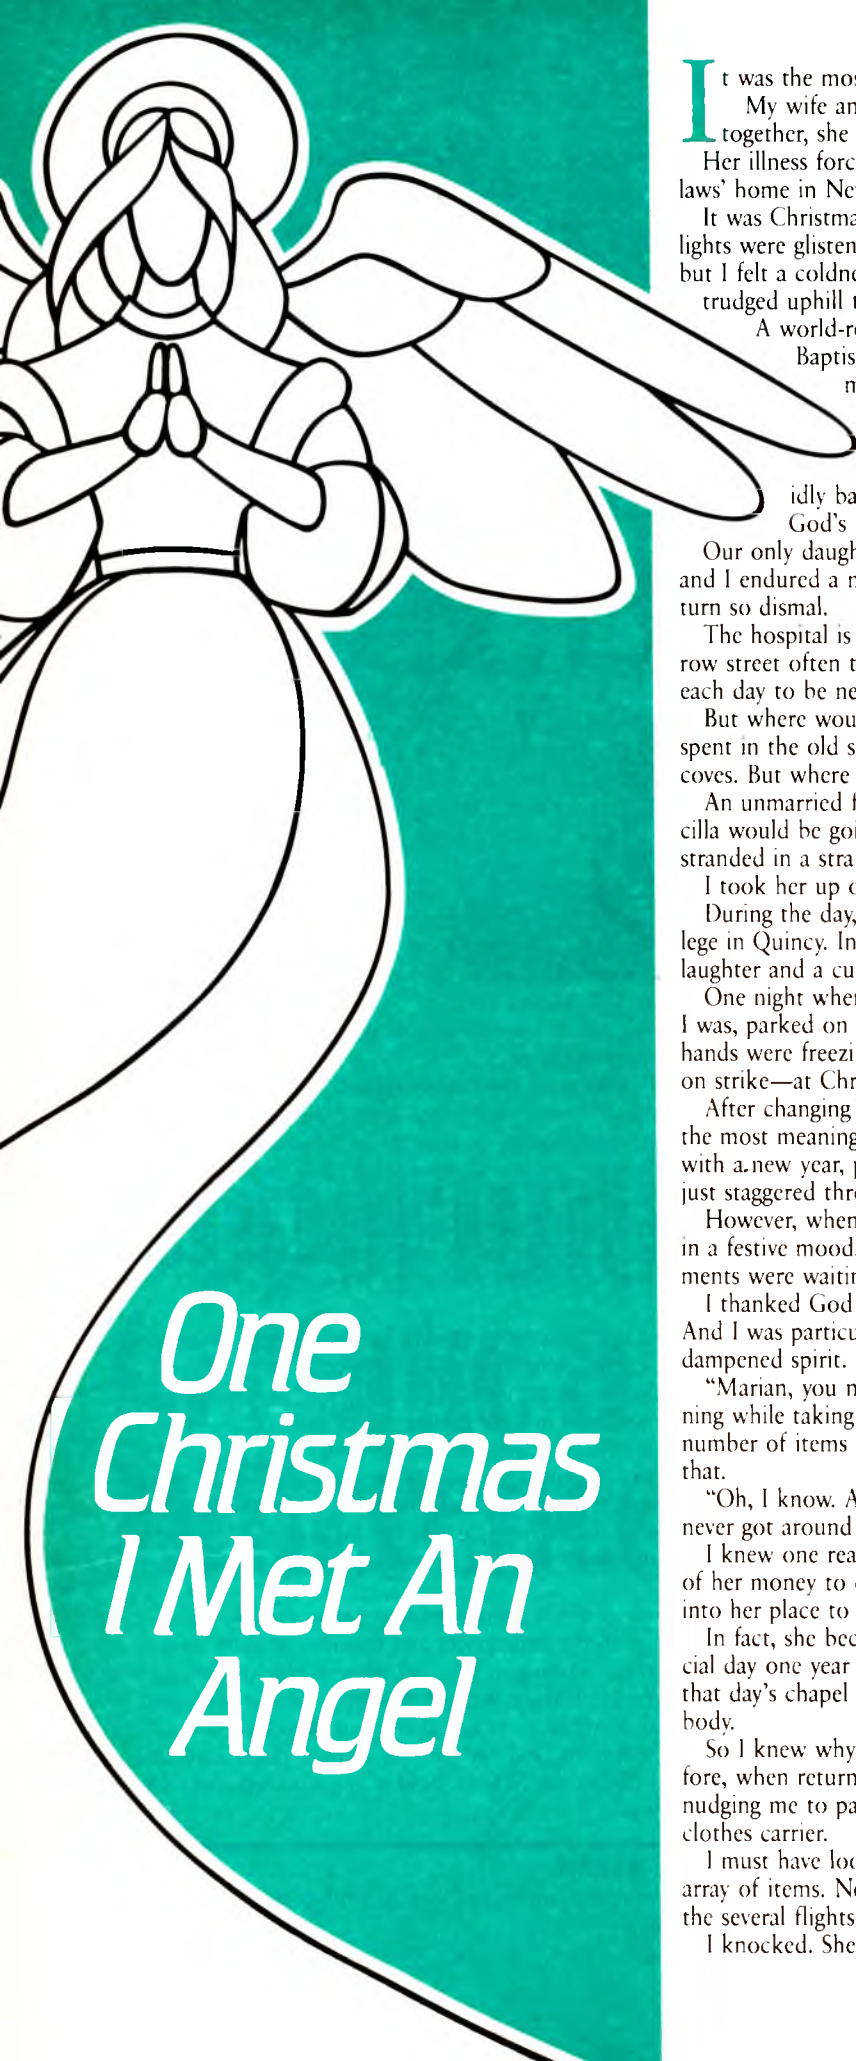 One
Christmas
I Met An
Angel
It was the mos
My wife an
together, she
Her illness forc
laws' home in Ne
It was Christma
lights were glisten
but I felt a coldne
trudged uphill
A world-re
Baptis
idly ba
God's
Our only daugh
and I endured a
turn so dismal.
The hospital is
row street often t
each day to be ne
But where wou
spent in the old s
coves. But where
An unmarried f
cilla would be goi
stranded in a stra
I took her up o
During the day,
lege in Quincy. In
laughter and a cu
One night when
I was, parked on
hands were freezi
on strike—at Chr
After changing
the most meaning
with a new year, p
just staggered thr
However, when
in a festive mood.
ments were waitin
I thanked God
And I was particu
dampened spirit.
"Marian, you n
ning while taking
number of items
that.
"Oh, I know. A
never got around
I knew one rea
of her money to
into her place to
In fact, she bec
cial day one year
that day's chapel
body.
So I knew why
fore, when return
nudging me to pa
clothes carrier.
I must have loo
array of items. Ne
the several flights
I knocked. She